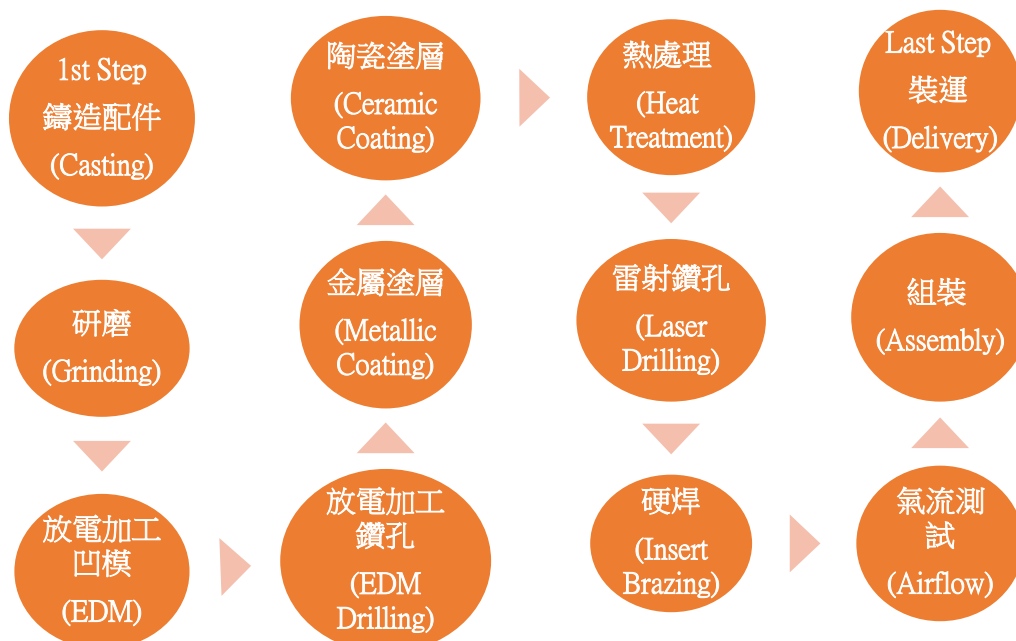 1st Step
鑄造配件
(Casting)
研磨
(Grinding)
放電加工
凹模
(EDM)
放電加工
鑽孔
(EDM
Drilling)
金屬塗層
(Metallic
Coating)
陶瓷塗層
(Ceramic
Coating)
熱處理
(Heat
Treatment)
雷射鑽孔
(Laser
Drilling)
硬焊
(Insert
Brazing)
氣流測
試
(Airflow)
組裝
(Assembly)
Last Step
裝運
(Delivery)